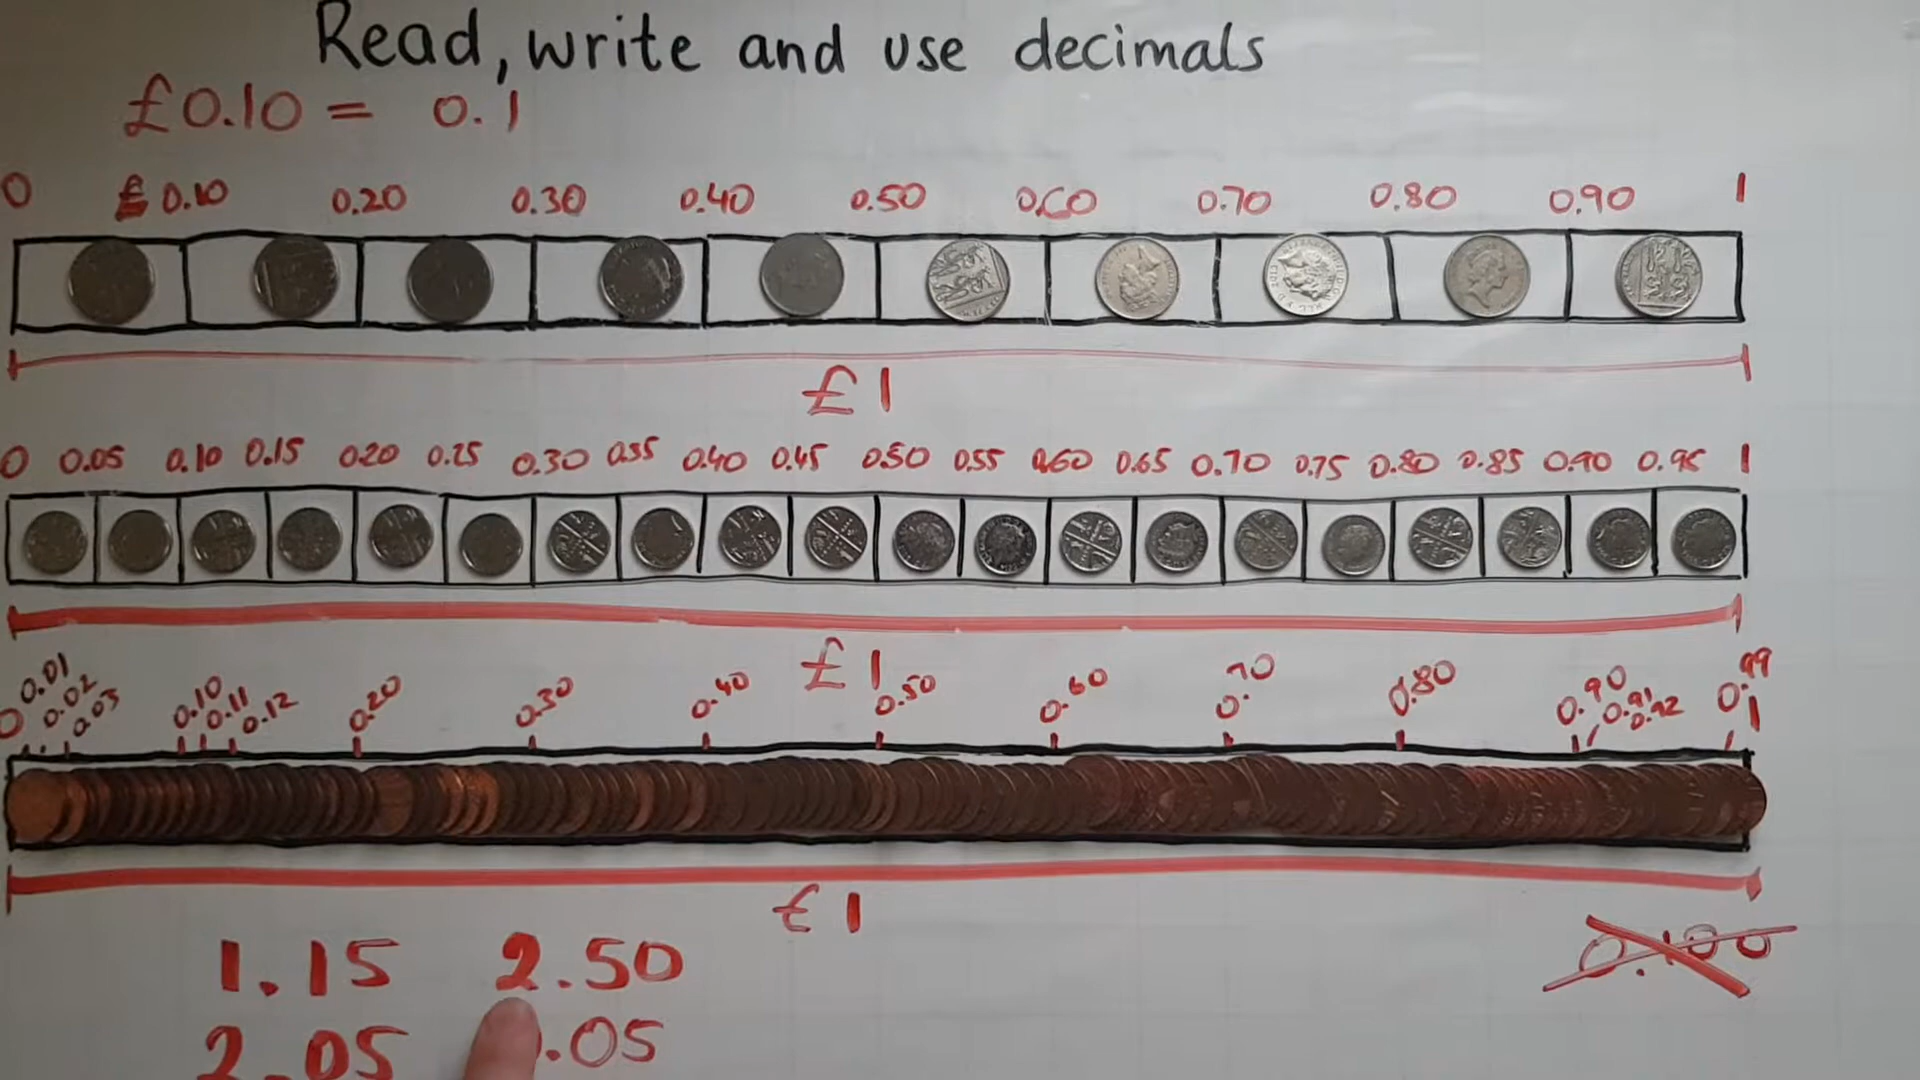 Read, write and use decimals
£0.10 = 0.1
0 £0.10 0.20 0.30 0.40 0.50 0.60 0.70 0.80 0.90 1
£1
0 0.05 0.10 0.15 0.20 0.25 0.30 0.35 0.40 0.45 0.50 0.55 0.60 0.65 0.70 0.75 0.80 0.85 0.90 0.95 1
£1
0 0.01 0.02 0.03 0.10 0.11 0.12 0.20 0.30 0.40 0.50 0.60 0.70 0.80 0.90 0.91 0.92 0.99 1
£1
1.15 2.50 0.100
2.05 .05